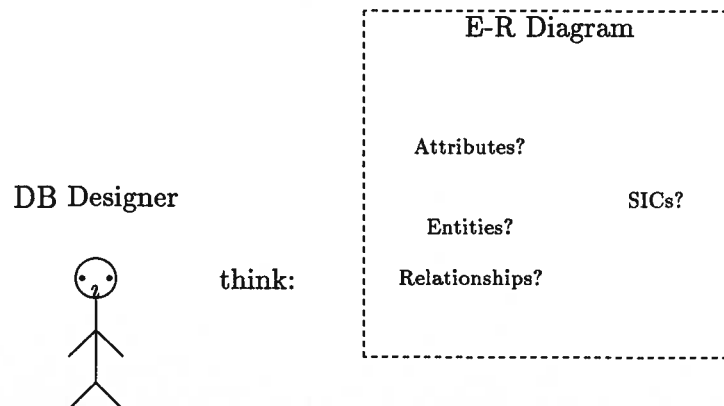 E-R Diagram
Attributes?
DB Designer
SICs?
Entities?
think:
Relationships?